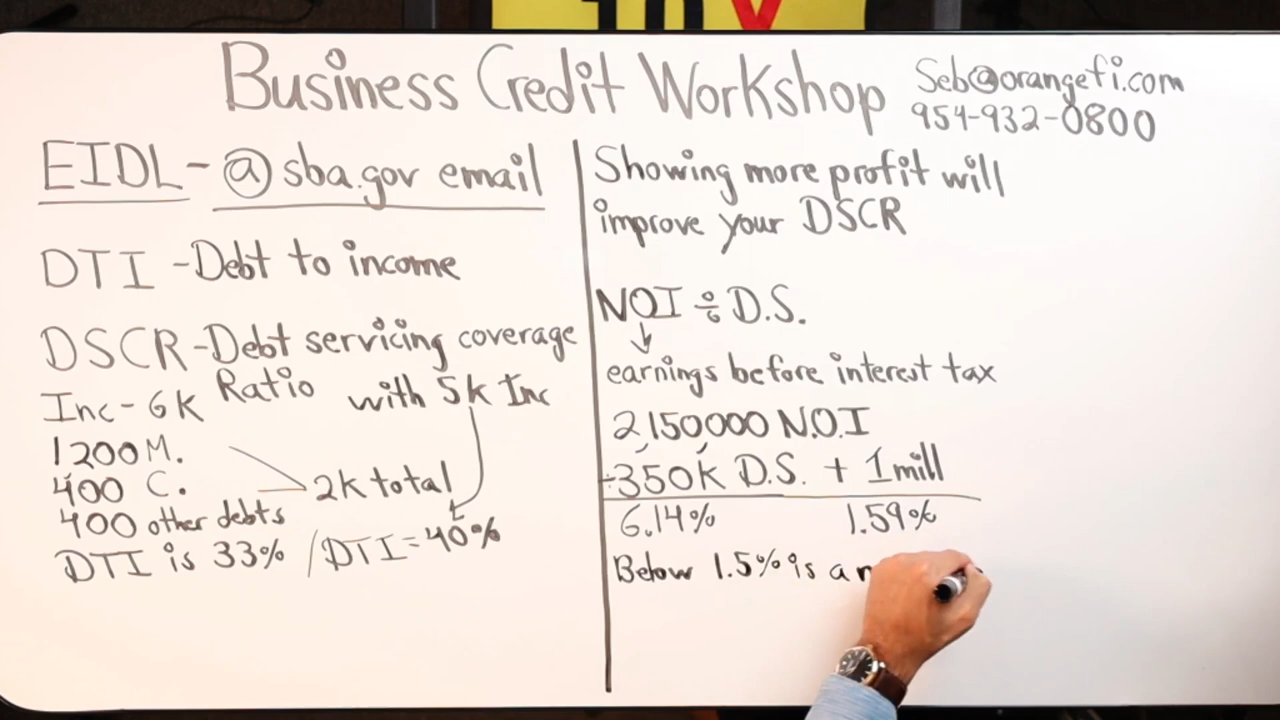 Business Credit Workshop
Seb@orangefi.com
954-932-0800
EIDL - @sba.gov email
DTI - Debt to income
DSCR - Debt servicing coverage
Ratio
Inc - 6K
with 5k Inc
1200 M.
400 C.
2k total
400 other debts
DTI is 33% / DTI = 40%
Showing more profit will
improve your DSCR
NOI ÷ D.S.
earnings before interest tax
2,150,000 N.O.I
÷350k D.S. + 1mill
6.14% 1.59%
Below 1.5% is a